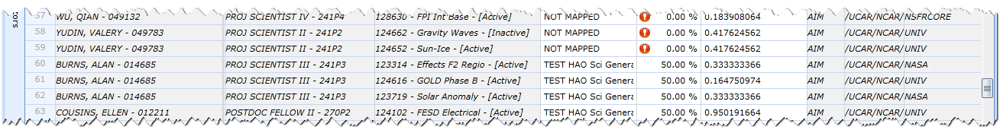 57 WU, QIAN - 049132 PROJ SCIENTIST IV - 241P4 128630 - FPI Int Base - [Active] NOT MAPPED 0.00 % 0.183908064 AIM /UCAR/NCAR/NSFRCORE
58 YUDIN, VALERY - 049783 PROJ SCIENTIST II - 241P2 124662 - Gravity Waves - [Inactive] NOT MAPPED 0.00 % 0.417624562 AIM /UCAR/NCAR/UNIV
59 YUDIN, VALERY - 049783 PROJ SCIENTIST II - 241P2 124652 - Sun-Ice - [Active] NOT MAPPED 0.00 % 0.417624562 AIM /UCAR/NCAR/UNIV
60 BURNS, ALAN - 014685 PROJ SCIENTIST III - 241P3 123314 - Effects F2 Regio - [Active] TEST HAO Sci Genera 50.00 % 0.333333366 AIM /UCAR/NCAR/NASA
61 BURNS, ALAN - 014685 PROJ SCIENTIST III - 241P3 124616 - GOLD Phase B - [Active] TEST HAO Sci Genera 50.00 % 0.164750974 AIM /UCAR/NCAR/UNIV
62 BURNS, ALAN - 014685 PROJ SCIENTIST III - 241P3 123719 - Solar Anomaly - [Active] TEST HAO Sci Genera 50.00 % 0.333333366 AIM /UCAR/NCAR/NASA
63 COUSINS, ELLEN - 012211 POSTDOC FELLOW II - 270P2 124102 - FESD Electrical - [Active] TEST HAO Sci Genera 50.00 % 0.950191664 AIM /UCAR/NCAR/UNIV